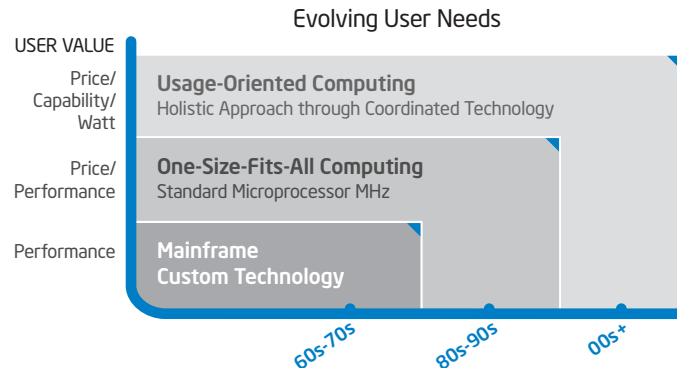 Evolving User Needs
USER VALUE
Price/
Capability/
Watt
Usage-Oriented Computing
Holistic Approach through Coordinated Technology
Price/
Performance
One-Size-Fits-All Computing
Standard Microprocessor MHz
Performance
Mainframe
Custom Technology
60s-70s
80s-90s
00s+